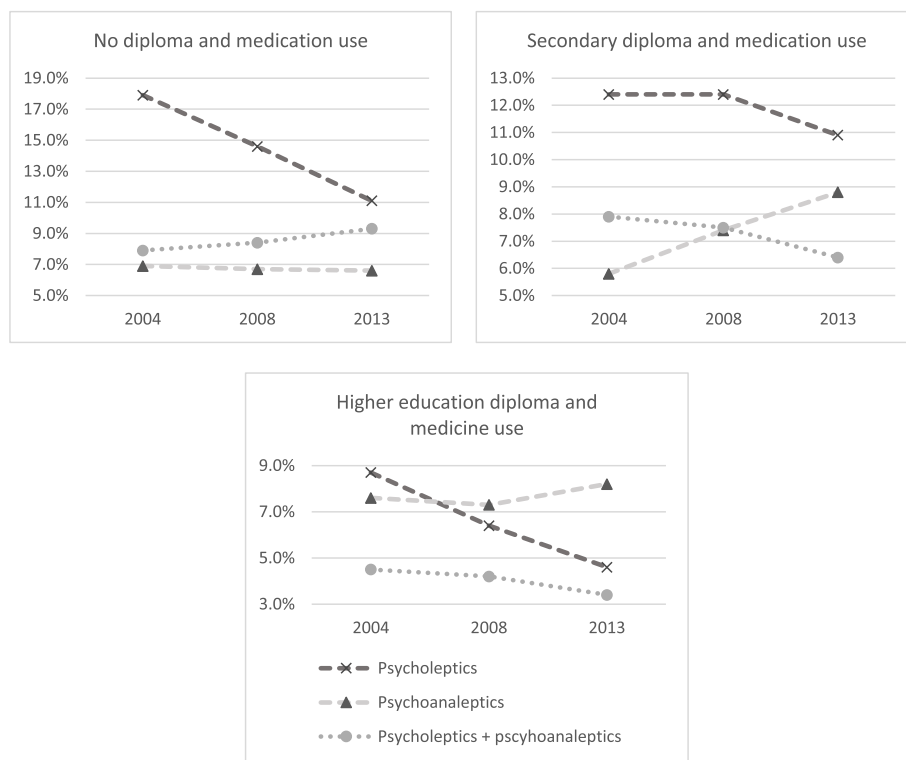 No diploma and medication use
19.0%
17.0%
15.0%
13.0%
11.0%
9.0%
7.0%
5.0%
2004 2008 2013
Secondary diploma and medication use
13.0%
12.0%
11.0%
10.0%
9.0%
8.0%
7.0%
6.0%
5.0%
2004 2008 2013
Higher education diploma and
medicine use
9.0%
7.0%
5.0%
3.0%
2004 2008 2013
Psycholeptics
Psychoanaleptics
Psycholeptics + pscyhoanaleptics